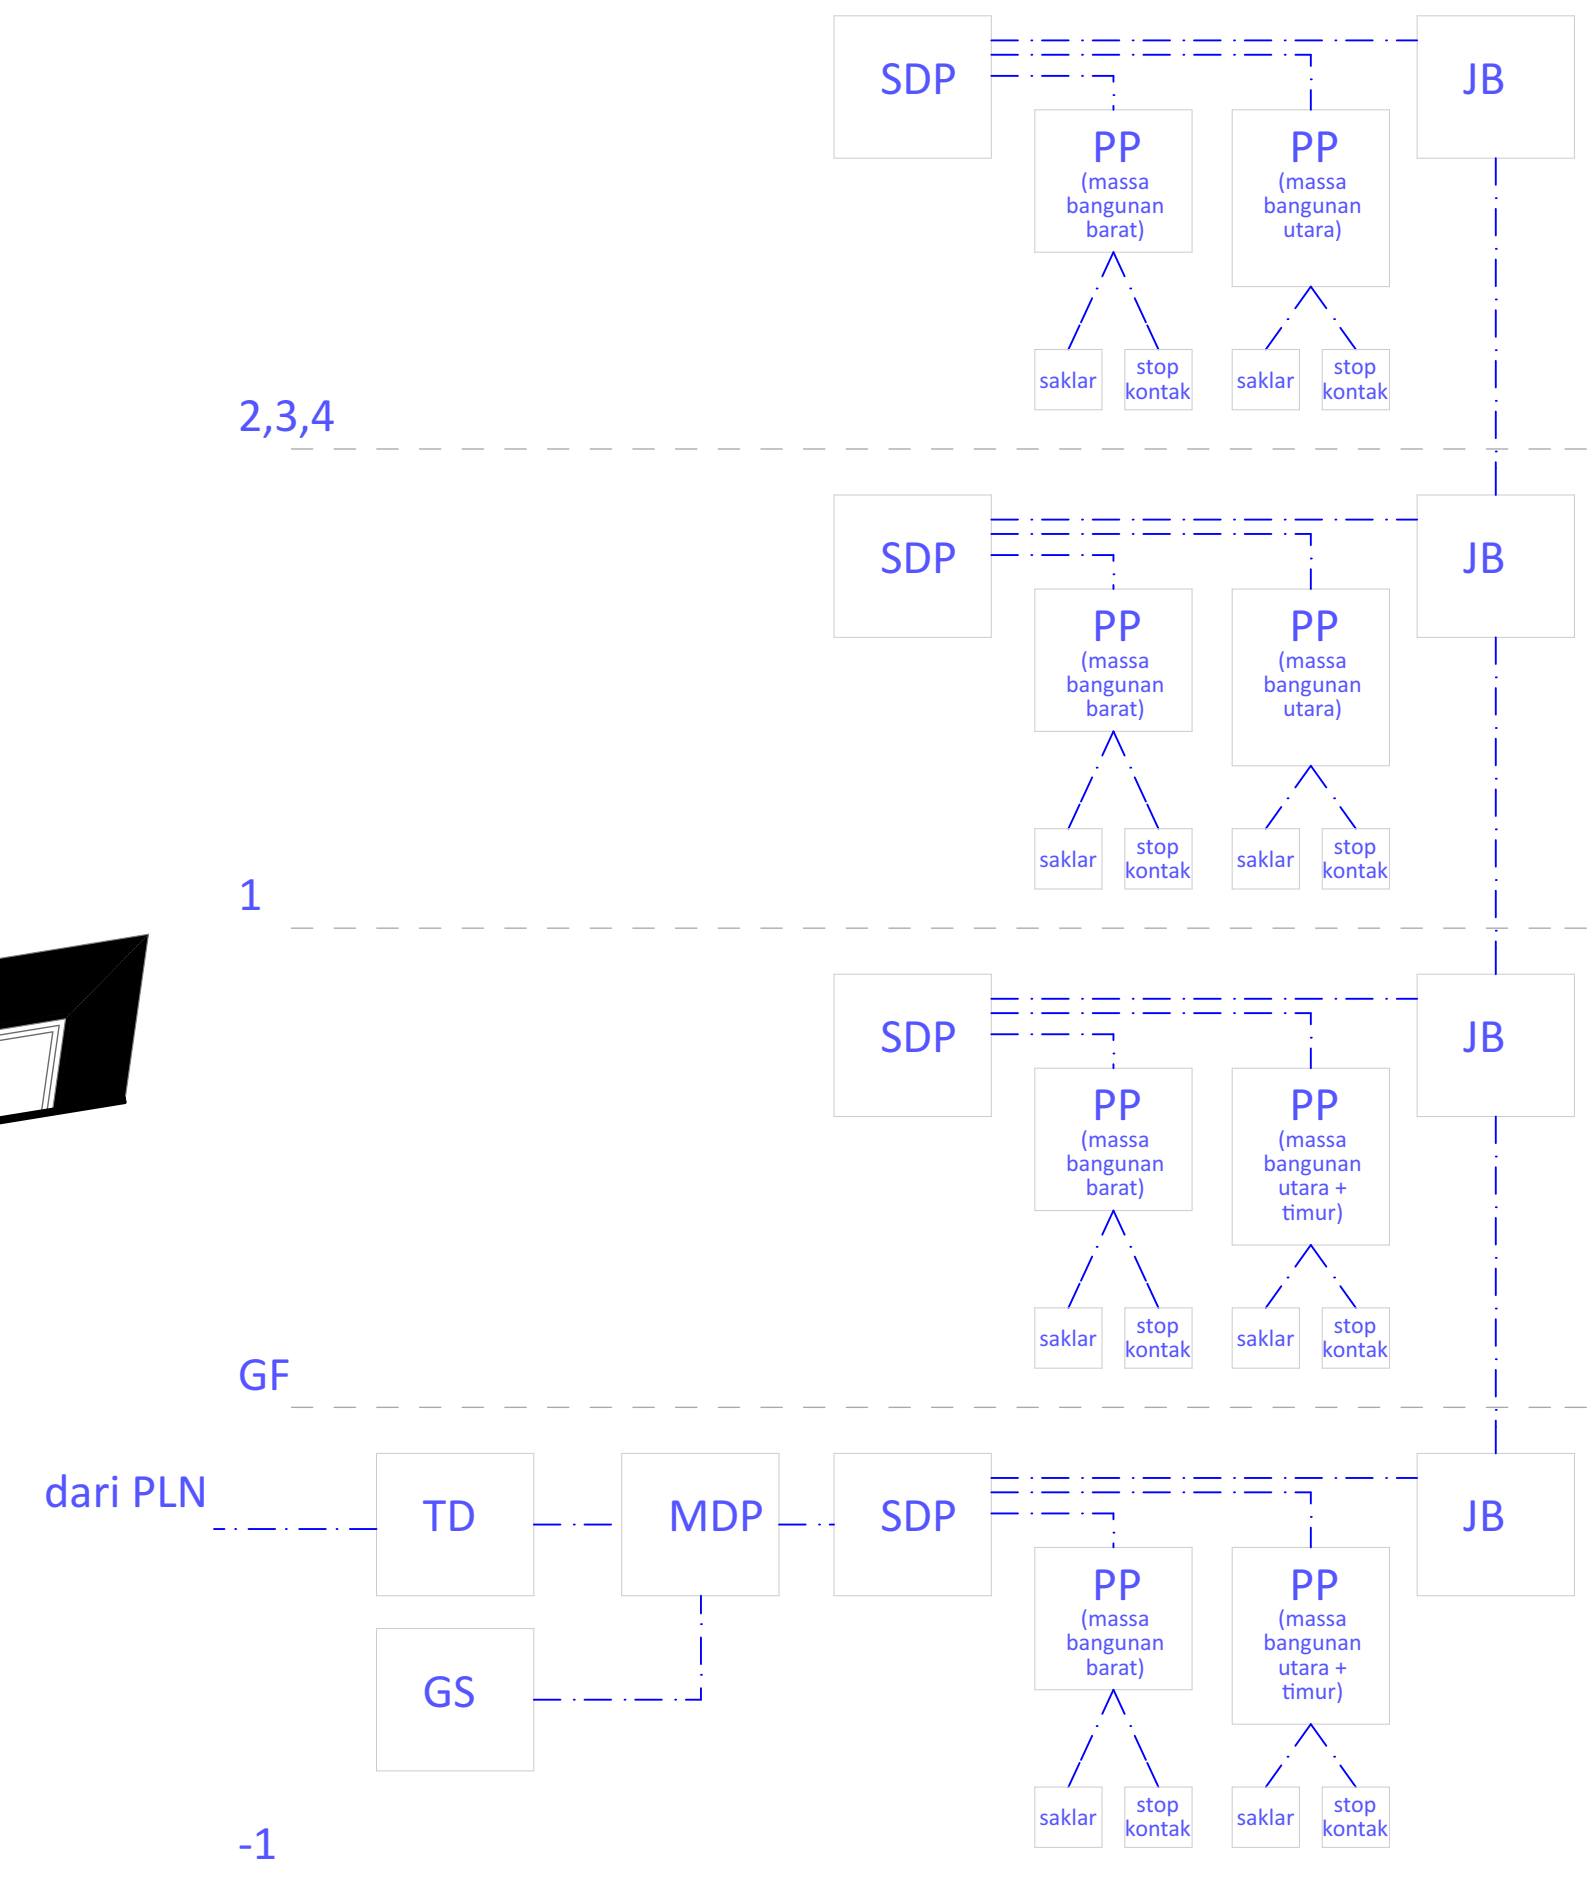 SDP
JB
PP
(massa
bangunan
barat)
PP
(massa
bangunan
utara)
saklar
stop
kontak
saklar
stop
kontak
2,3,4
SDP
JB
PP
(massa
bangunan
barat)
PP
(massa
bangunan
utara)
saklar
stop
kontak
saklar
stop
kontak
1
SDP
JB
PP
(massa
bangunan
barat)
PP
(massa
bangunan
utara +
timur)
saklar
stop
kontak
saklar
stop
kontak
GF
dari PLN
TD
MDP
SDP
JB
PP
(massa
bangunan
barat)
PP
(massa
bangunan
utara +
timur)
GS
saklar
stop
kontak
saklar
stop
kontak
-1